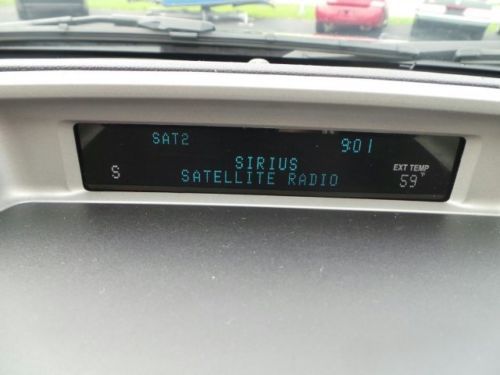 SAT2 9:01
SIRIUS
S SATELLITE RADIO EXT TEMP
59°F